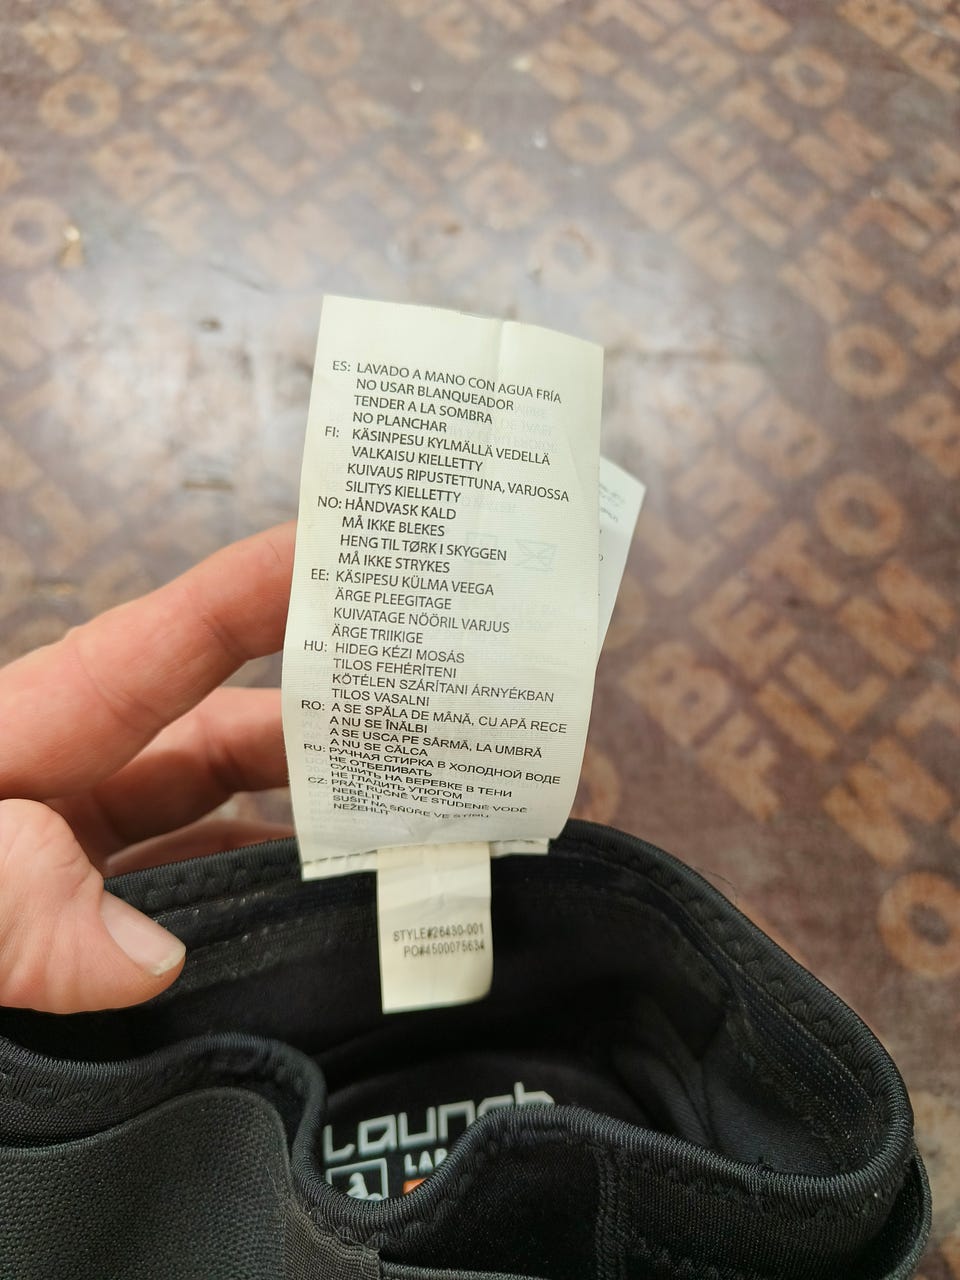 ES: LAVADO A MANO CON AGUA FRÍA
NO USAR BLANQUEADOR
TENDER A LA SOMBRA
NO PLANCHAR
FI: KÄSINPESU KYLMÄLLÄ VEDELLÄ
VALKAISU KIELLETTY
KUIVAUS RIPUSTETTUNA, VARJOSSA
SILITYS KIELLETTY
NO: HÅNDVASK KALD
MÅ IKKE BLEKES
HENG TIL TØRK I SKYGGEN
MÅ IKKE STRYKES
EE: KÄSIPESU KÜLMA VEEGA
ÄRGE PLEEGITAGE
KUIVATAGE NÖÖRIL VARJUS
ÄRGE TRIIKIGE
HU: HIDEG KÉZI MOSÁS
TILOS FEHÉRÍTENI
KÖTÉLEN SZÁRÍTANI ÁRNYÉKBAN
TILOS VASALNI
RO: A SE SPĂLA DE MÂNĂ, CU APĂ RECE
A NU SE ÎNĂLBI
A SE USCA PE SÂRMĂ, LA UMBRĂ
A NU SE CĂLCA
RU: РУЧНАЯ СТИРКА В ХОЛОДНОЙ ВОДЕ
НЕ ОТБЕЛИВАТЬ
СУШИТЬ НА ВЕРЕВКЕ В ТЕНИ
НЕ ГЛАДИТЬ УТЮГОМ
CZ: PRÁT RUČNĚ VE STUDENÉ VODĚ
NEBĚLIT
SUŠIT NA ŠŇŮŘE VE STÍNU
NEŽEHLIT
STYLE#26430-001
PO#4500075634
Launch